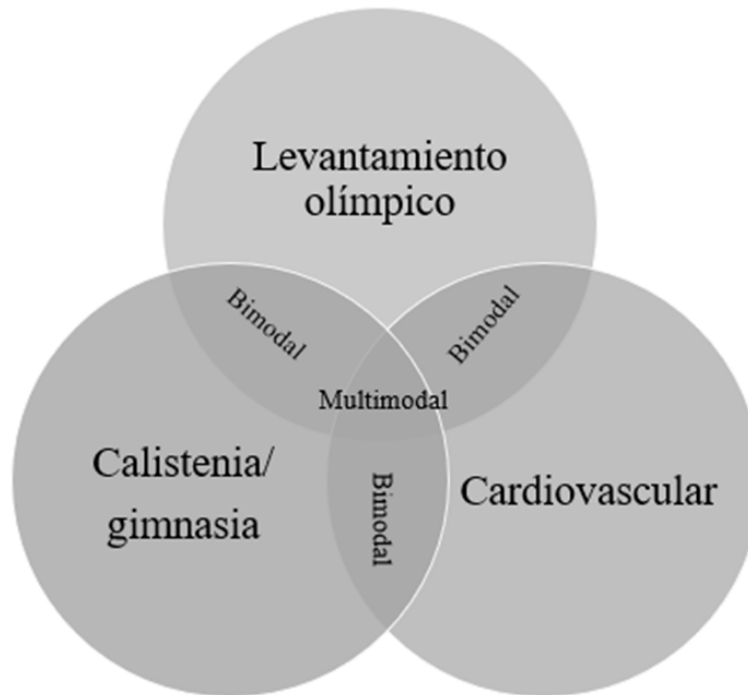 Levantamiento
olímpico
Bimodal
Bimodal
Multimodal
Calistenia/
gimnasia
Bimodal
Cardiovascular